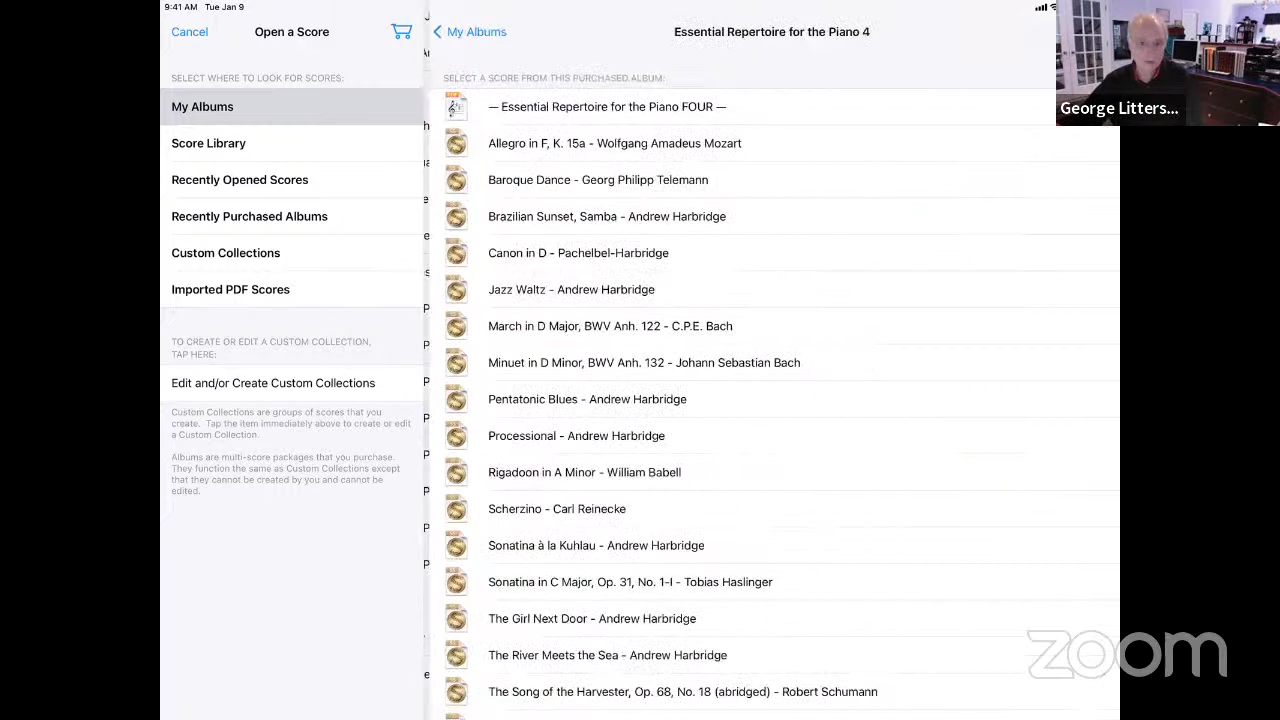 9:41 AM Tue Jan 9
Cancel
Open a Score
My Albums
Essential Repertoire for the Piano 4
SELECT WHERE TO LOOK FOR SCORES:
My Albums
Score Library
Recently Opened Scores
Recently Purchased Albums
Custom Collections
Imported PDF Scores
TO CREATE OR EDIT A CUSTOM COLLECTION,
TAP HERE:
Edit and/or Create Custom Collections
Custom Collections are groups of scores that you
create. Tap the item immediately above to create or edit
a Custom Collection.
Albums are multi-score packages that you purchase.
They function the same as Custom Collections except
that they cannot be created by you and cannot be
edited.
SELECT A SCORE FROM THIS PURCHASED ALBUM:
— Essential Repertoire for the Piano FOUR —
Allegro in F, K. 15a - Wolfgang Amadeus Mozart
Baroque Dance - Georg Philipp Telemann
Brazilian Sunset, Samba - Andrew Harbridge
Canon in D - Pachelbel-Harbridge
Jazz Waltz - Andrew Harbridge
March in D Major, BWV Anh. 122 - C.P.E. Bach
Minuet in D Minor, BWV Anh. 132 - Johann Sebastian Bach
Pentatonic Blues - Andrew Harbridge
Processional - Andrew Harbridge
Rigadoon in A Minor - William Babell
Scherzino - Carl Reinecke
Sonatina à la Kuhlau - Andrew Harbridge
Sonatina in C Major, Op. 31, No. 1-I - Tobias Haslinger
The Girl Next Door - Andrew Harbridge
The River Meets the Sea - Andrew Harbridge
The Song of the Harvester, Op. 68, No. 18 (abridged) - Robert Schumann
George Litters...
zoom